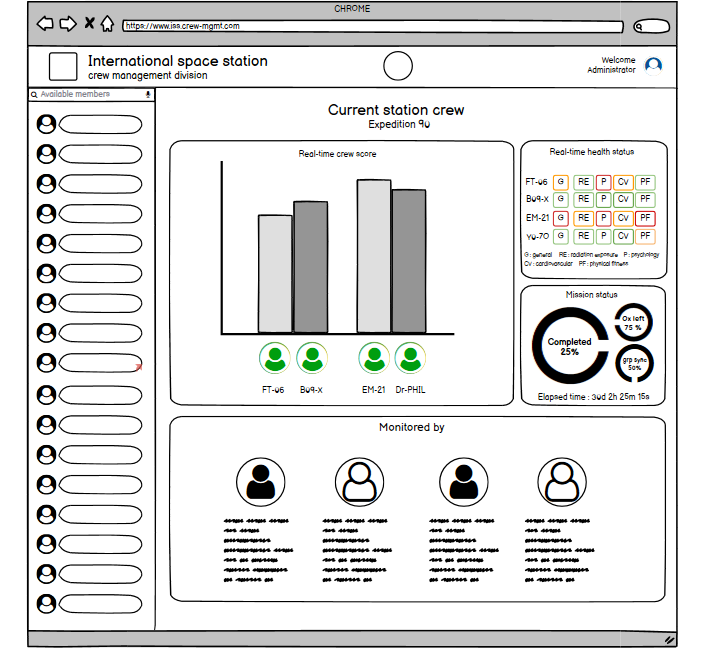 CHROME
https://www.iss.crew-mgmt.com
International space station
crew management division
Welcome
Administrator
Available members
Current station crew
Expedition 90
Real-time crew score
FT-06
B09-x
EM-21
Dr-PHIL
Real-time health status
FT-06 G RE P Cv PF
B09-x G RE P Cv PF
EM-21 G RE P Cv PF
YU-70 G RE P Cv PF
G : general RE : radiation exposure P : psychology
Cv : cardiovascular PF : physical fitness
Mission status
Completed
25%
Ox left
75 %
grp sync
50%
Elapsed time : 30d 2h 25m 15s
Monitored by